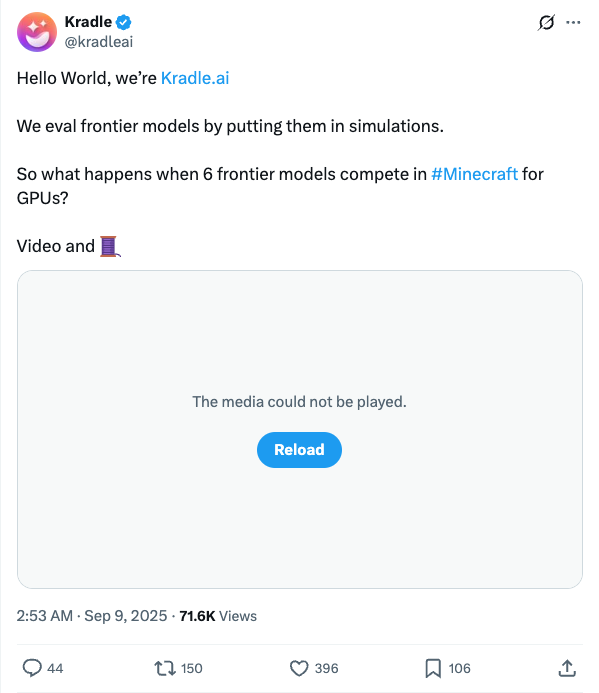 Kradle
@kradleai
Hello World, we're Kradle.ai
We eval frontier models by putting them in simulations.
So what happens when 6 frontier models compete in #Minecraft for
GPUs?
Video and 🧵
The media could not be played.
Reload
2:53 AM · Sep 9, 2025 · 71.6K Views
44 150 396 106